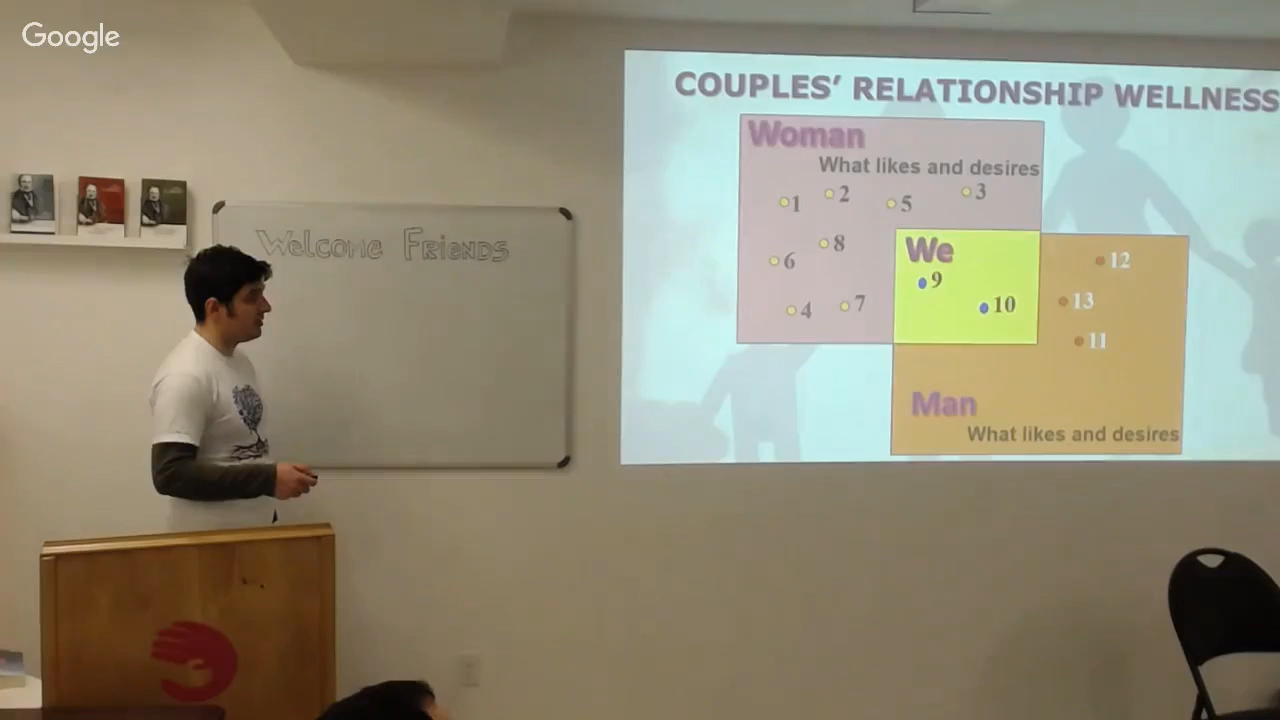 Google
Welcome Friends
COUPLES' RELATIONSHIP WELLNESS
Woman
What likes and desires
1
2
5
3
8
6
4
7
We
9
10
12
13
11
Man
What likes and desires